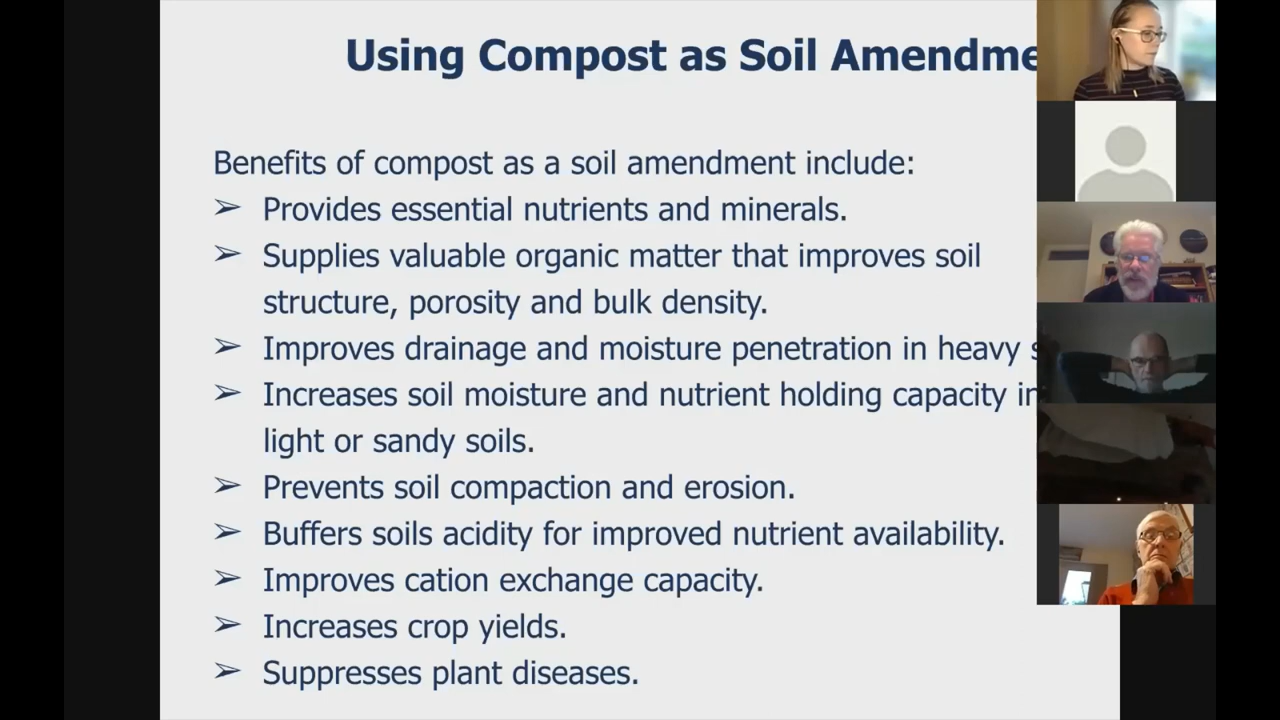 Using Compost as Soil Amendme
Benefits of compost as a soil amendment include:
➢ Provides essential nutrients and minerals.
➢ Supplies valuable organic matter that improves soil
structure, porosity and bulk density.
➢ Improves drainage and moisture penetration in heavy s
➢ Increases soil moisture and nutrient holding capacity in
light or sandy soils.
➢ Prevents soil compaction and erosion.
➢ Buffers soils acidity for improved nutrient availability.
➢ Improves cation exchange capacity.
➢ Increases crop yields.
➢ Suppresses plant diseases.